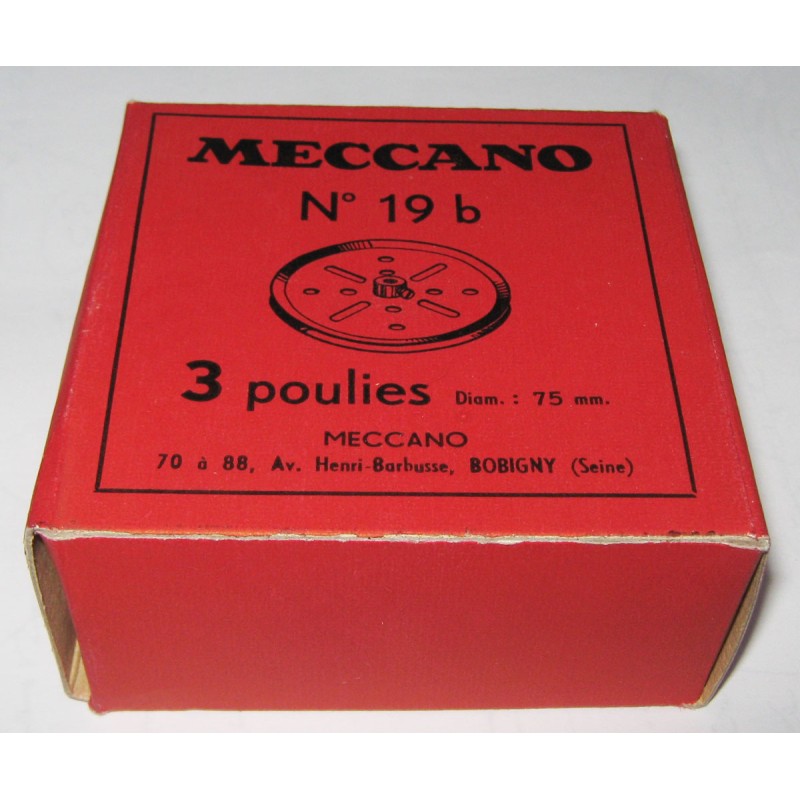 MECCANO
N° 19 b
3 poulies Diam. : 75 mm.
MECCANO
70 à 88, Av. Henri-Barbusse, BOBIGNY (Seine)